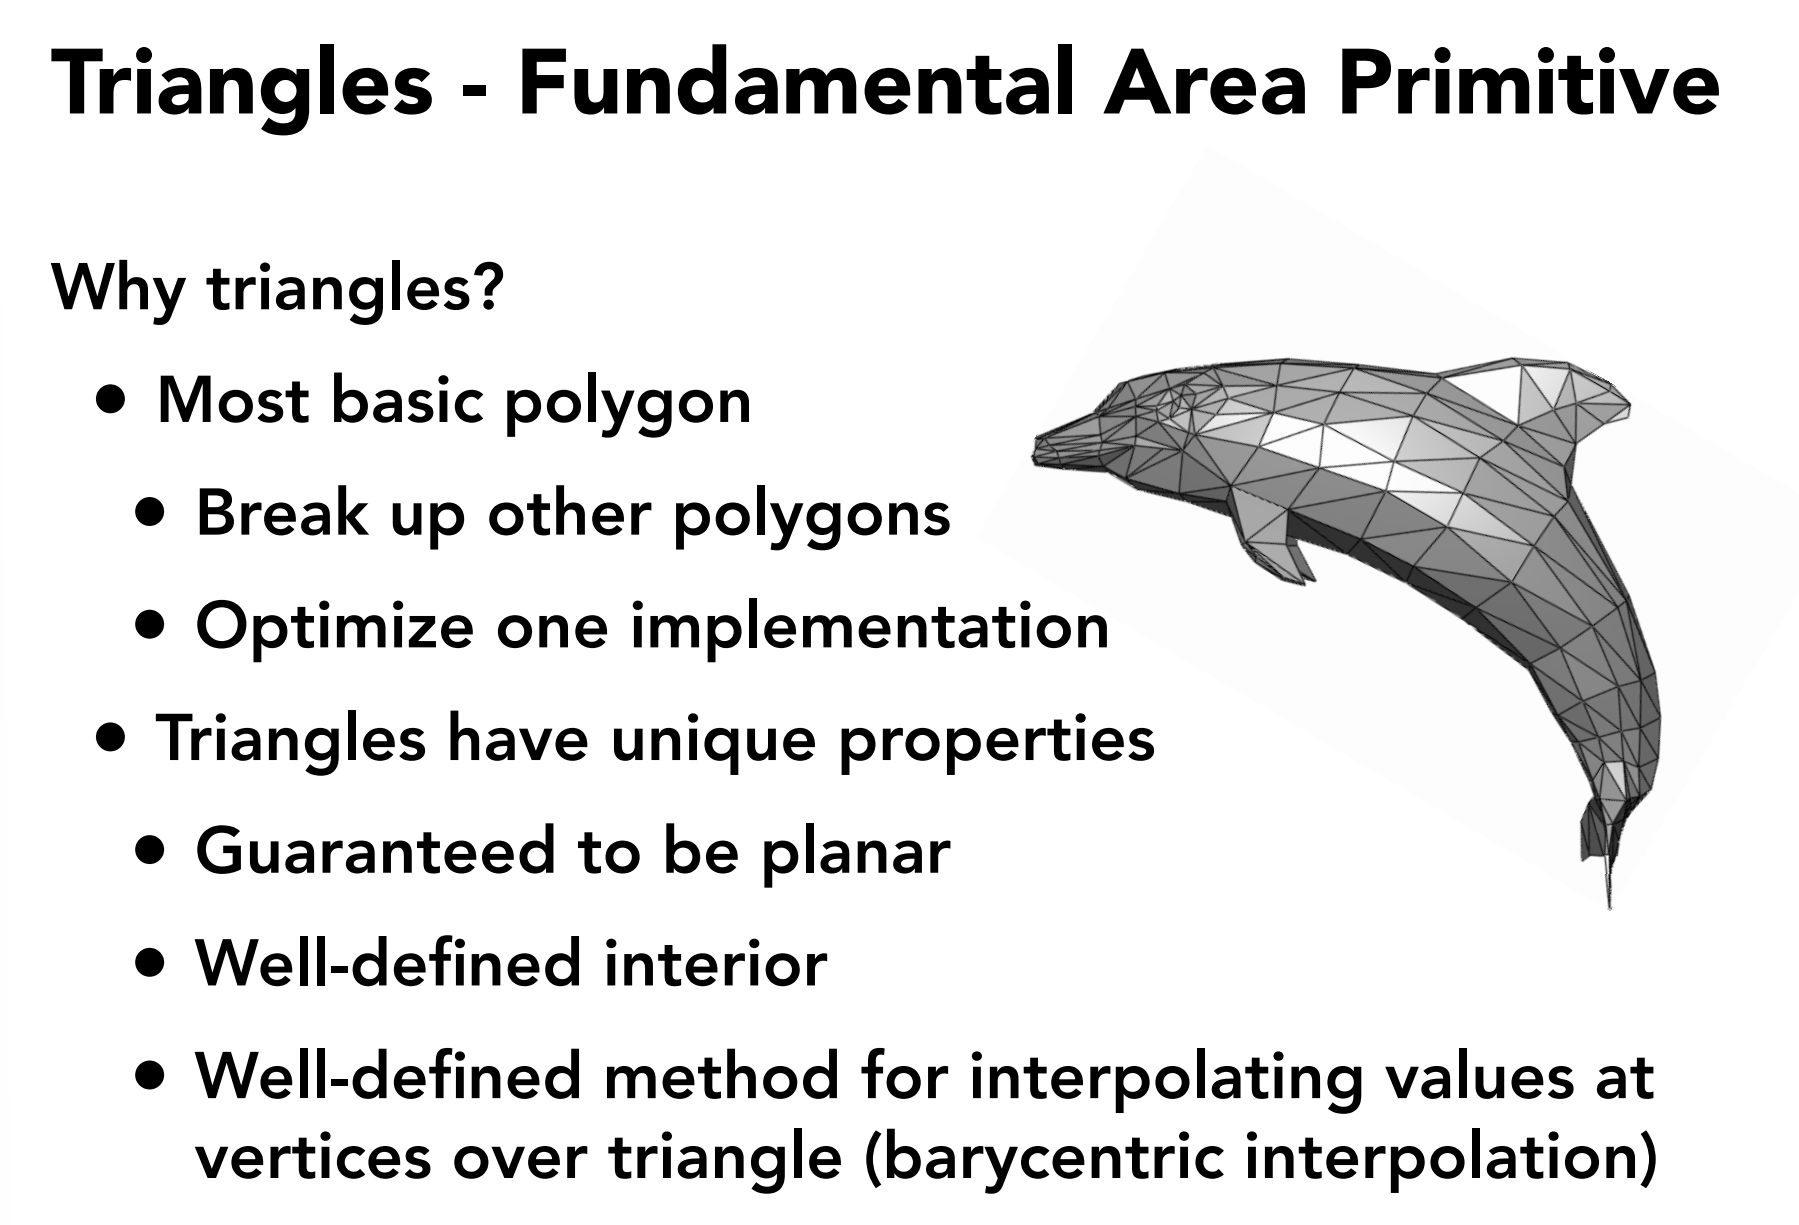 Triangles - Fundamental Area Primitive
Why triangles?
• Most basic polygon
• Break up other polygons
• Optimize one implementation
• Triangles have unique properties
• Guaranteed to be planar
• Well-defined interior
• Well-defined method for interpolating values at
vertices over triangle (barycentric interpolation)